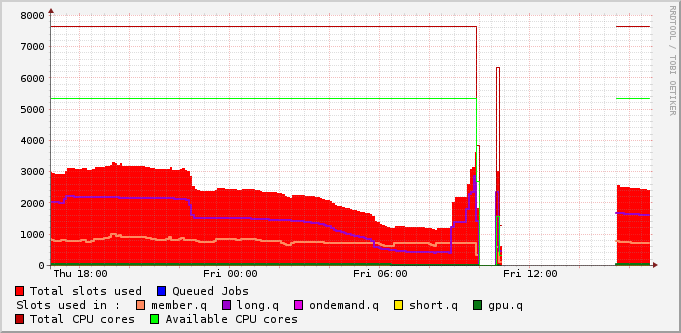 8000
7000
6000
5000
4000
3000
2000
1000
0
Thu 18:00 Fri 00:00 Fri 06:00 Fri 12:00
RRDTOOL / TOBI OETIKER
Total slots used Queued Jobs
Slots used in : member.q long.q ondemand.q short.q gpu.q
Total CPU cores Available CPU cores